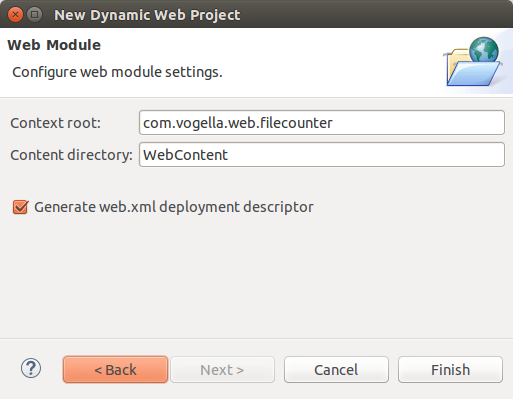 New Dynamic Web Project
Web Module
Configure web module settings.
Context root: com.vogella.web.filecounter
Content directory: WebContent
Generate web.xml deployment descriptor
? < Back Next > Cancel Finish